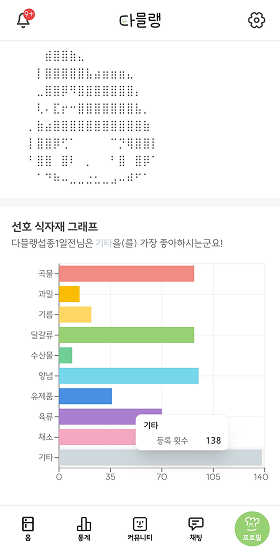 9+
다믈랭
선호 식자재 그래프
다믈랭섭종1일전님은 기타을(를) 가장 좋아하시는군요!
곡물
과일
기름
달걀류
수산물
양념
유제품
육류
채소
기타
기타
등록 횟수 138
0 35 70 105 140
홈 통계 커뮤니티 채팅 프로필